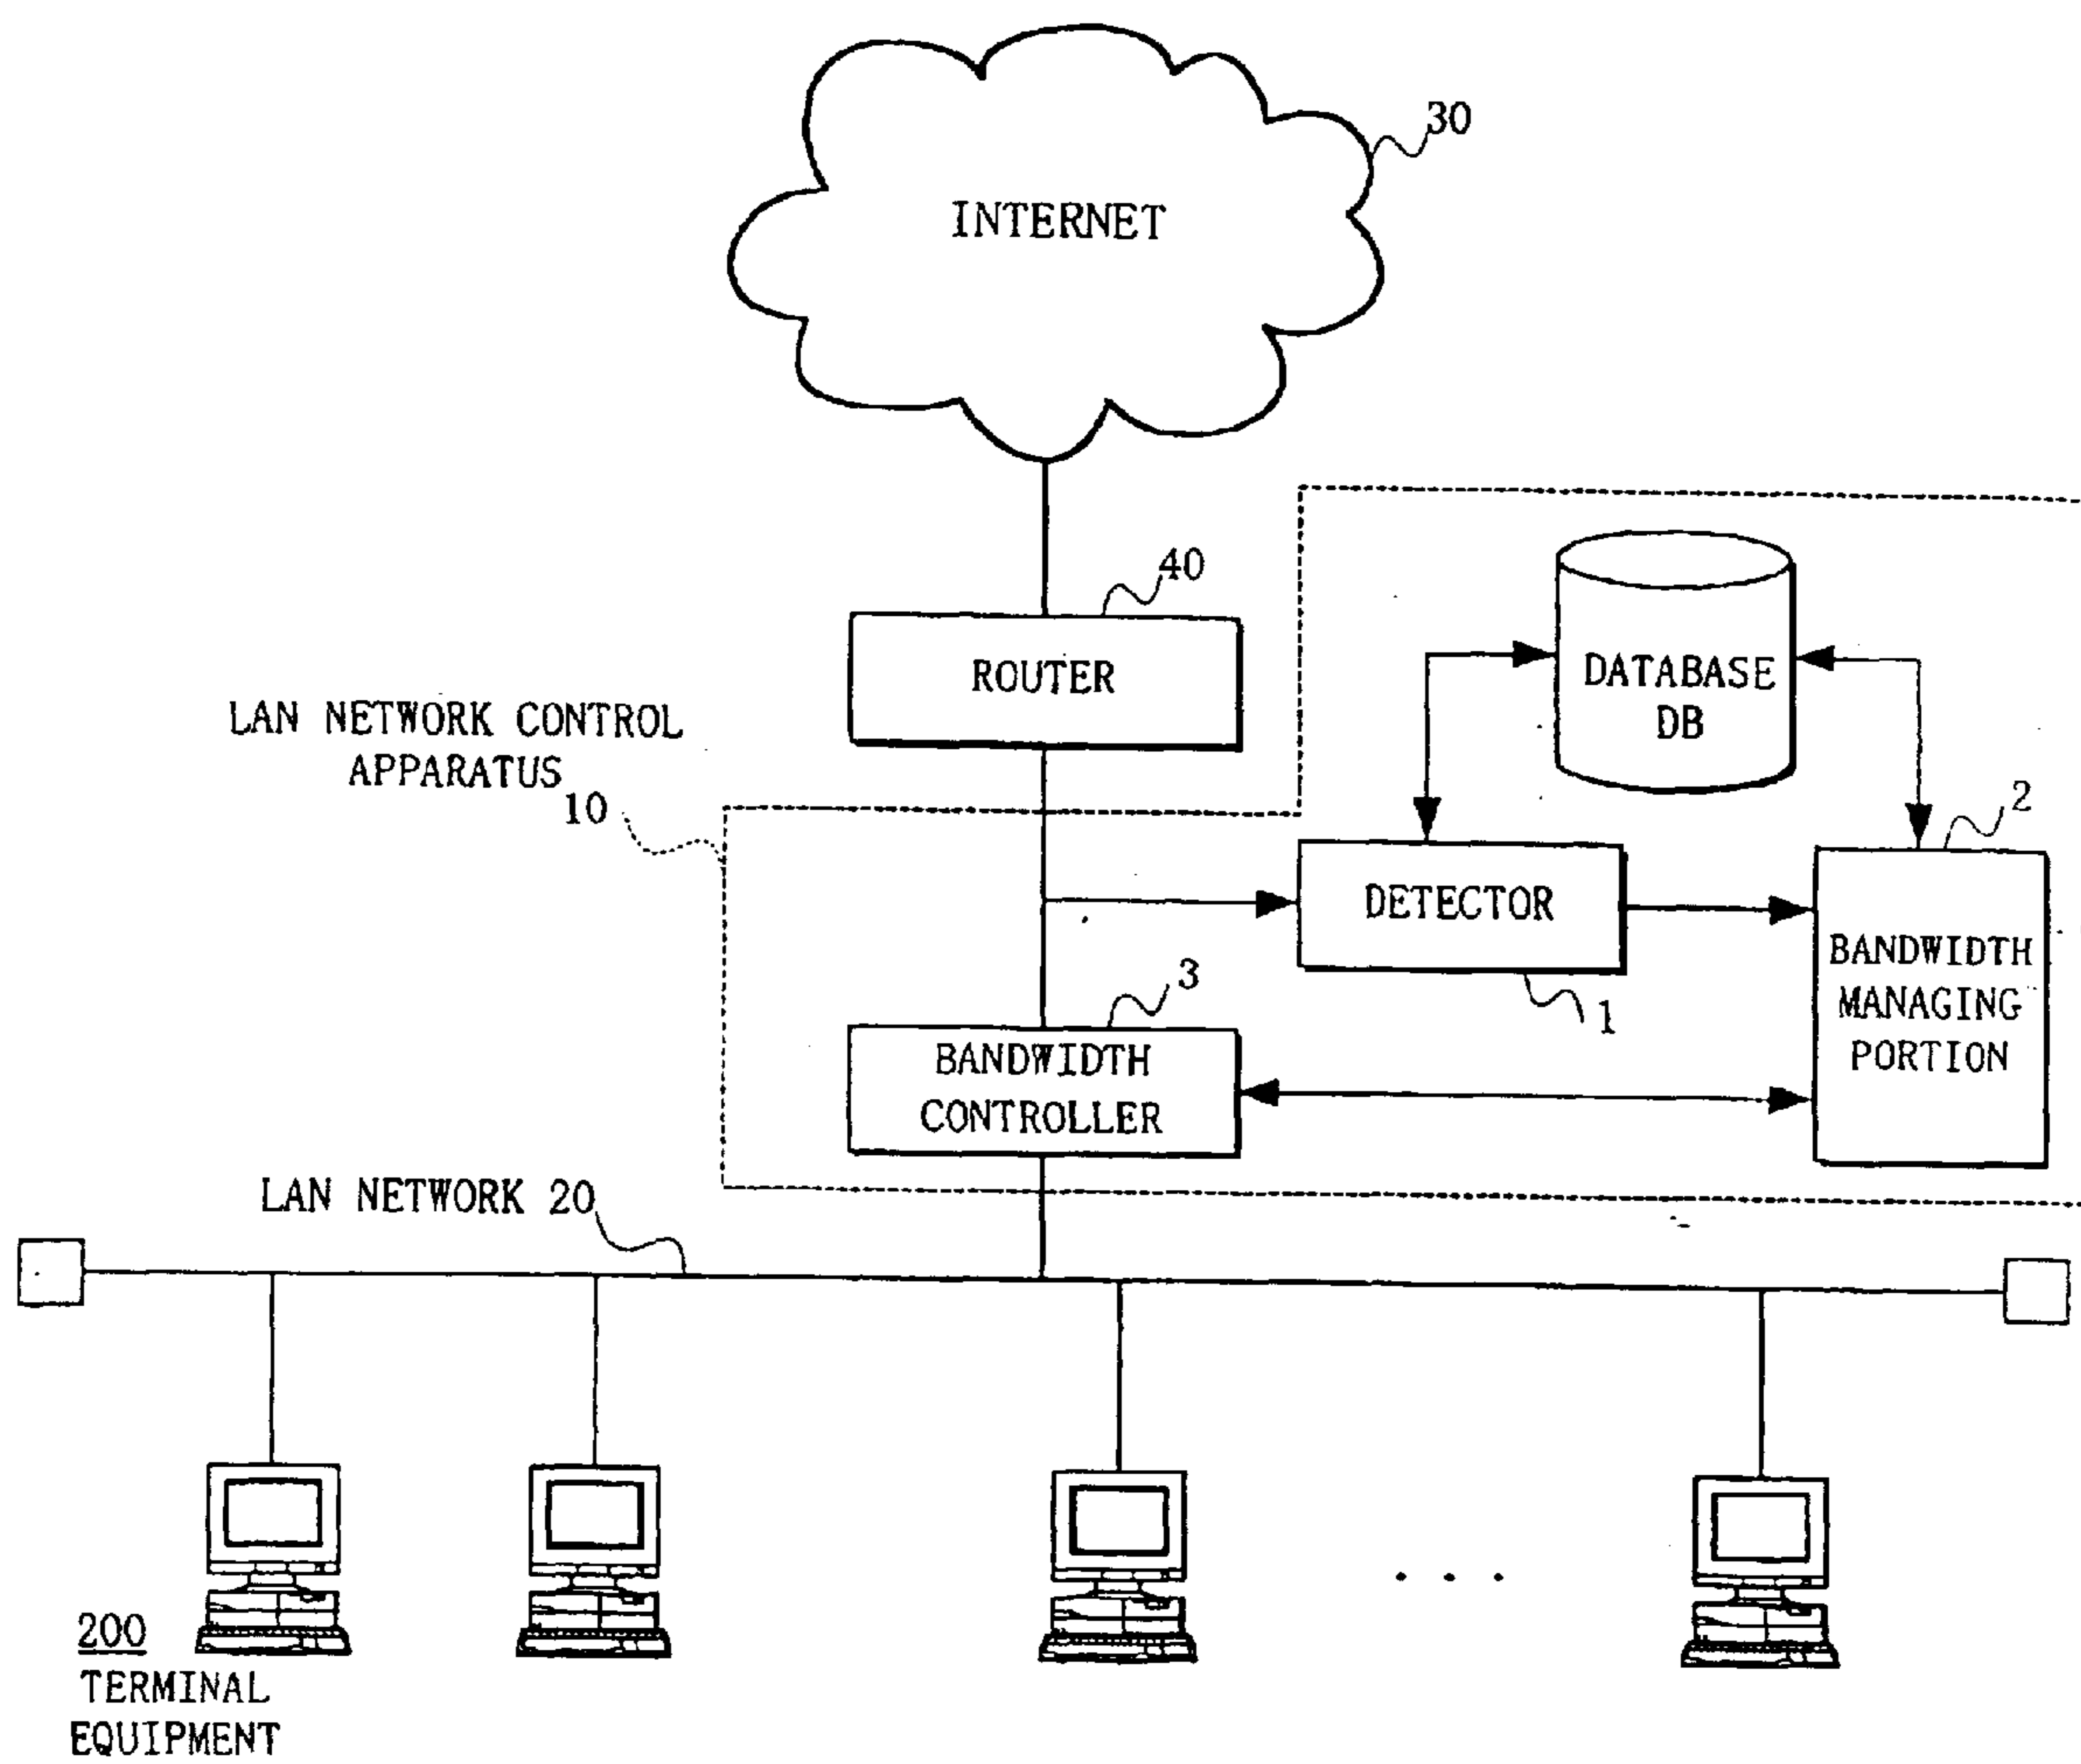 30
INTERNET
40
ROUTER
DATABASE
DB
LAN NETWORK CONTROL
APPARATUS
10
2
DETECTOR
1
BANDWIDTH
MANAGING
PORTION
3
BANDWIDTH
CONTROLLER
LAN NETWORK 20
200
TERMINAL
EQUIPMENT